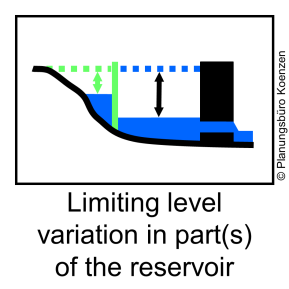 © Planungsbüro Koenzen
Limiting level
variation in part(s)
of the reservoir